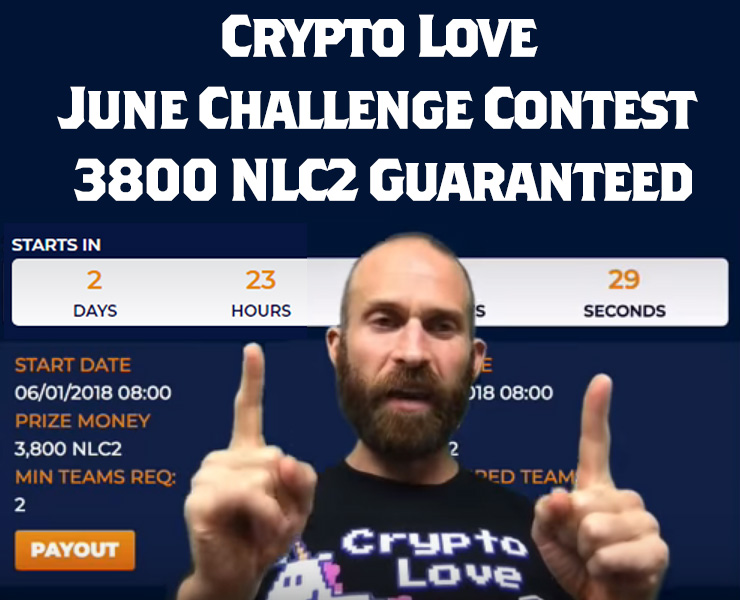 Crypto Love
June Challenge Contest
3800 NLC2 Guaranteed
STARTS IN
2 23 29
DAYS HOURS S SECONDS
START DATE E
06/01/2018 08:00 018 08:00
PRIZE MONEY
3,800 NLC2 2
MIN TEAMS REQ: RED TEAM
2
PAYOUT
Crypto
Love